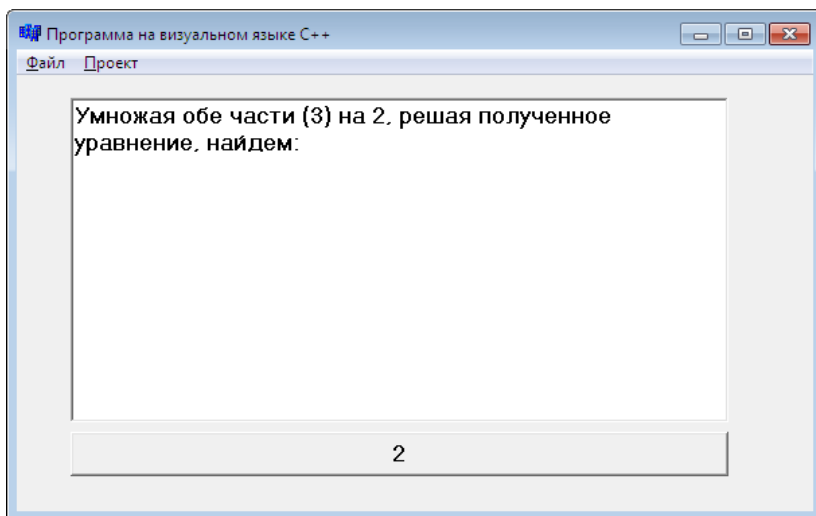 Программа на визуальном языке C++
Файл Проект
Умножая обе части (3) на 2, решая полученное
уравнение, найдем:
2